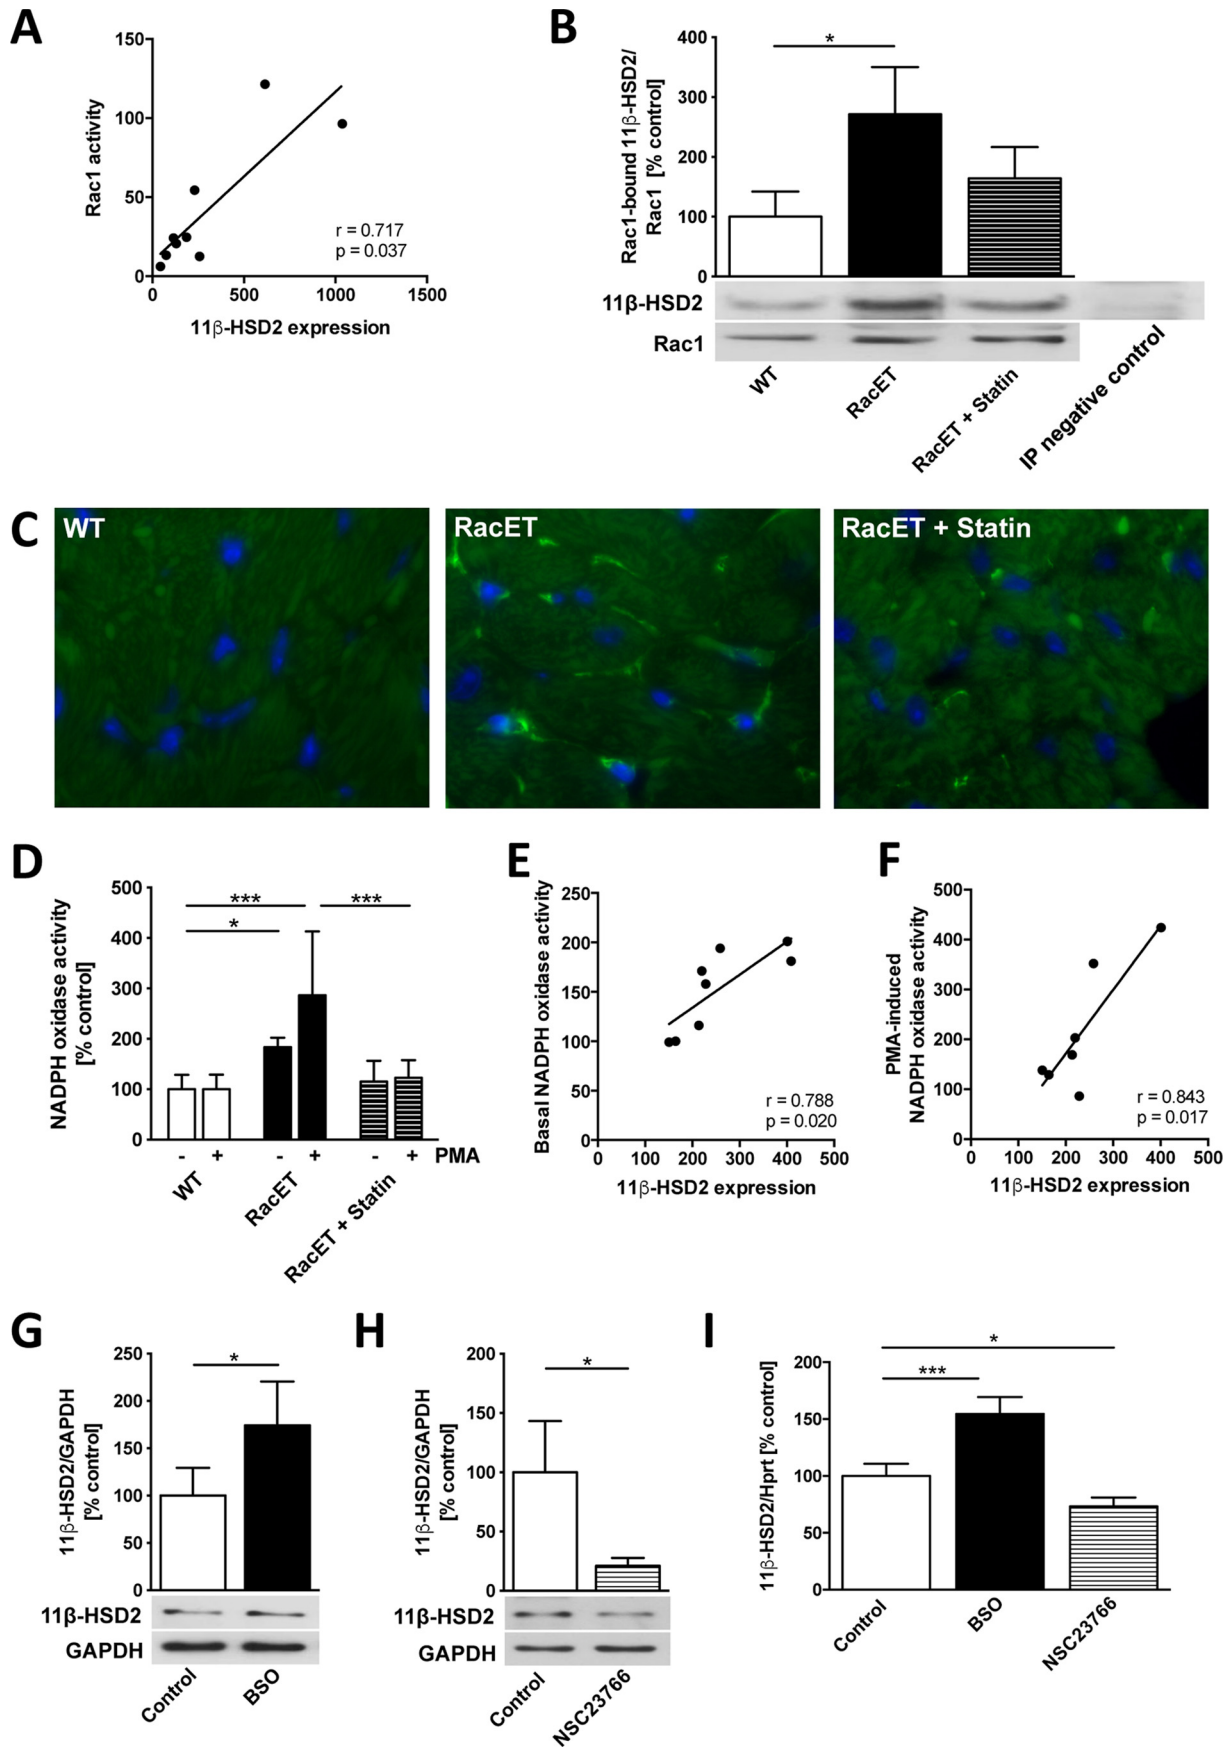 A
Rac1 activity
150
100
50
0
0 500 1000 1500
r = 0.717
p = 0.037
11β-HSD2 expression
B
Rac1-bound 11β-HSD2/
Rac1 [% control]
400
300
200
100
0
*
11β-HSD2
Rac1
WT
RacET
RacET + Statin
IP negative control
C
WT
RacET
RacET + Statin
D
NADPH oxidase activity
[% control]
500
400
300
200
100
0
***
***
*
- + - + - + PMA
WT
RacET
RacET + Statin
E
Basal NADPH oxidase activity
250
200
150
100
50
0
r = 0.788
p = 0.020
0 100 200 300 400 500
11β-HSD2 expression
F
PMA-induced
NADPH oxidase activity
500
400
300
200
100
0
r = 0.843
p = 0.017
0 100 200 300 400 500
11β-HSD2 expression
G
11β-HSD2/GAPDH
[% control]
250
200
150
100
50
0
*
11β-HSD2
GAPDH
Control
BSO
H
11β-HSD2/GAPDH
[% control]
200
150
100
50
0
*
11β-HSD2
GAPDH
Control
NSC23766
I
11β-HSD2/Hprt [% control]
200
150
100
50
0
*
***
Control
BSO
NSC23766